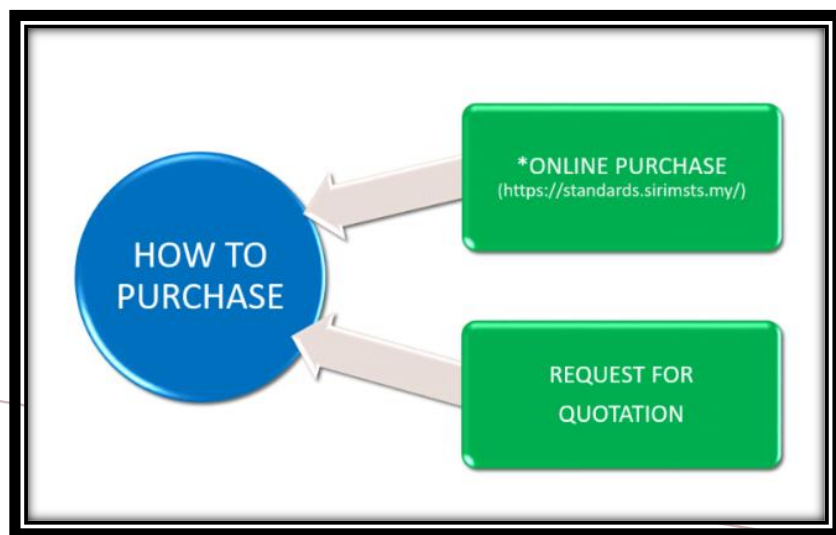 HOW TO
PURCHASE
*ONLINE PURCHASE
(https://standards.sirimsts.my/)
REQUEST FOR
QUOTATION